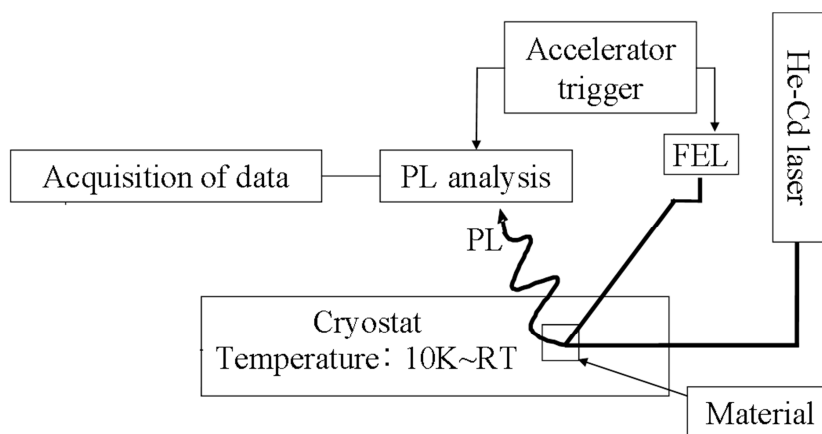 Accelerator
trigger
He-Cd laser
FEL
Acquisition of data
PL analysis
PL
Cryostat
Temperature: 10K~RT
Material